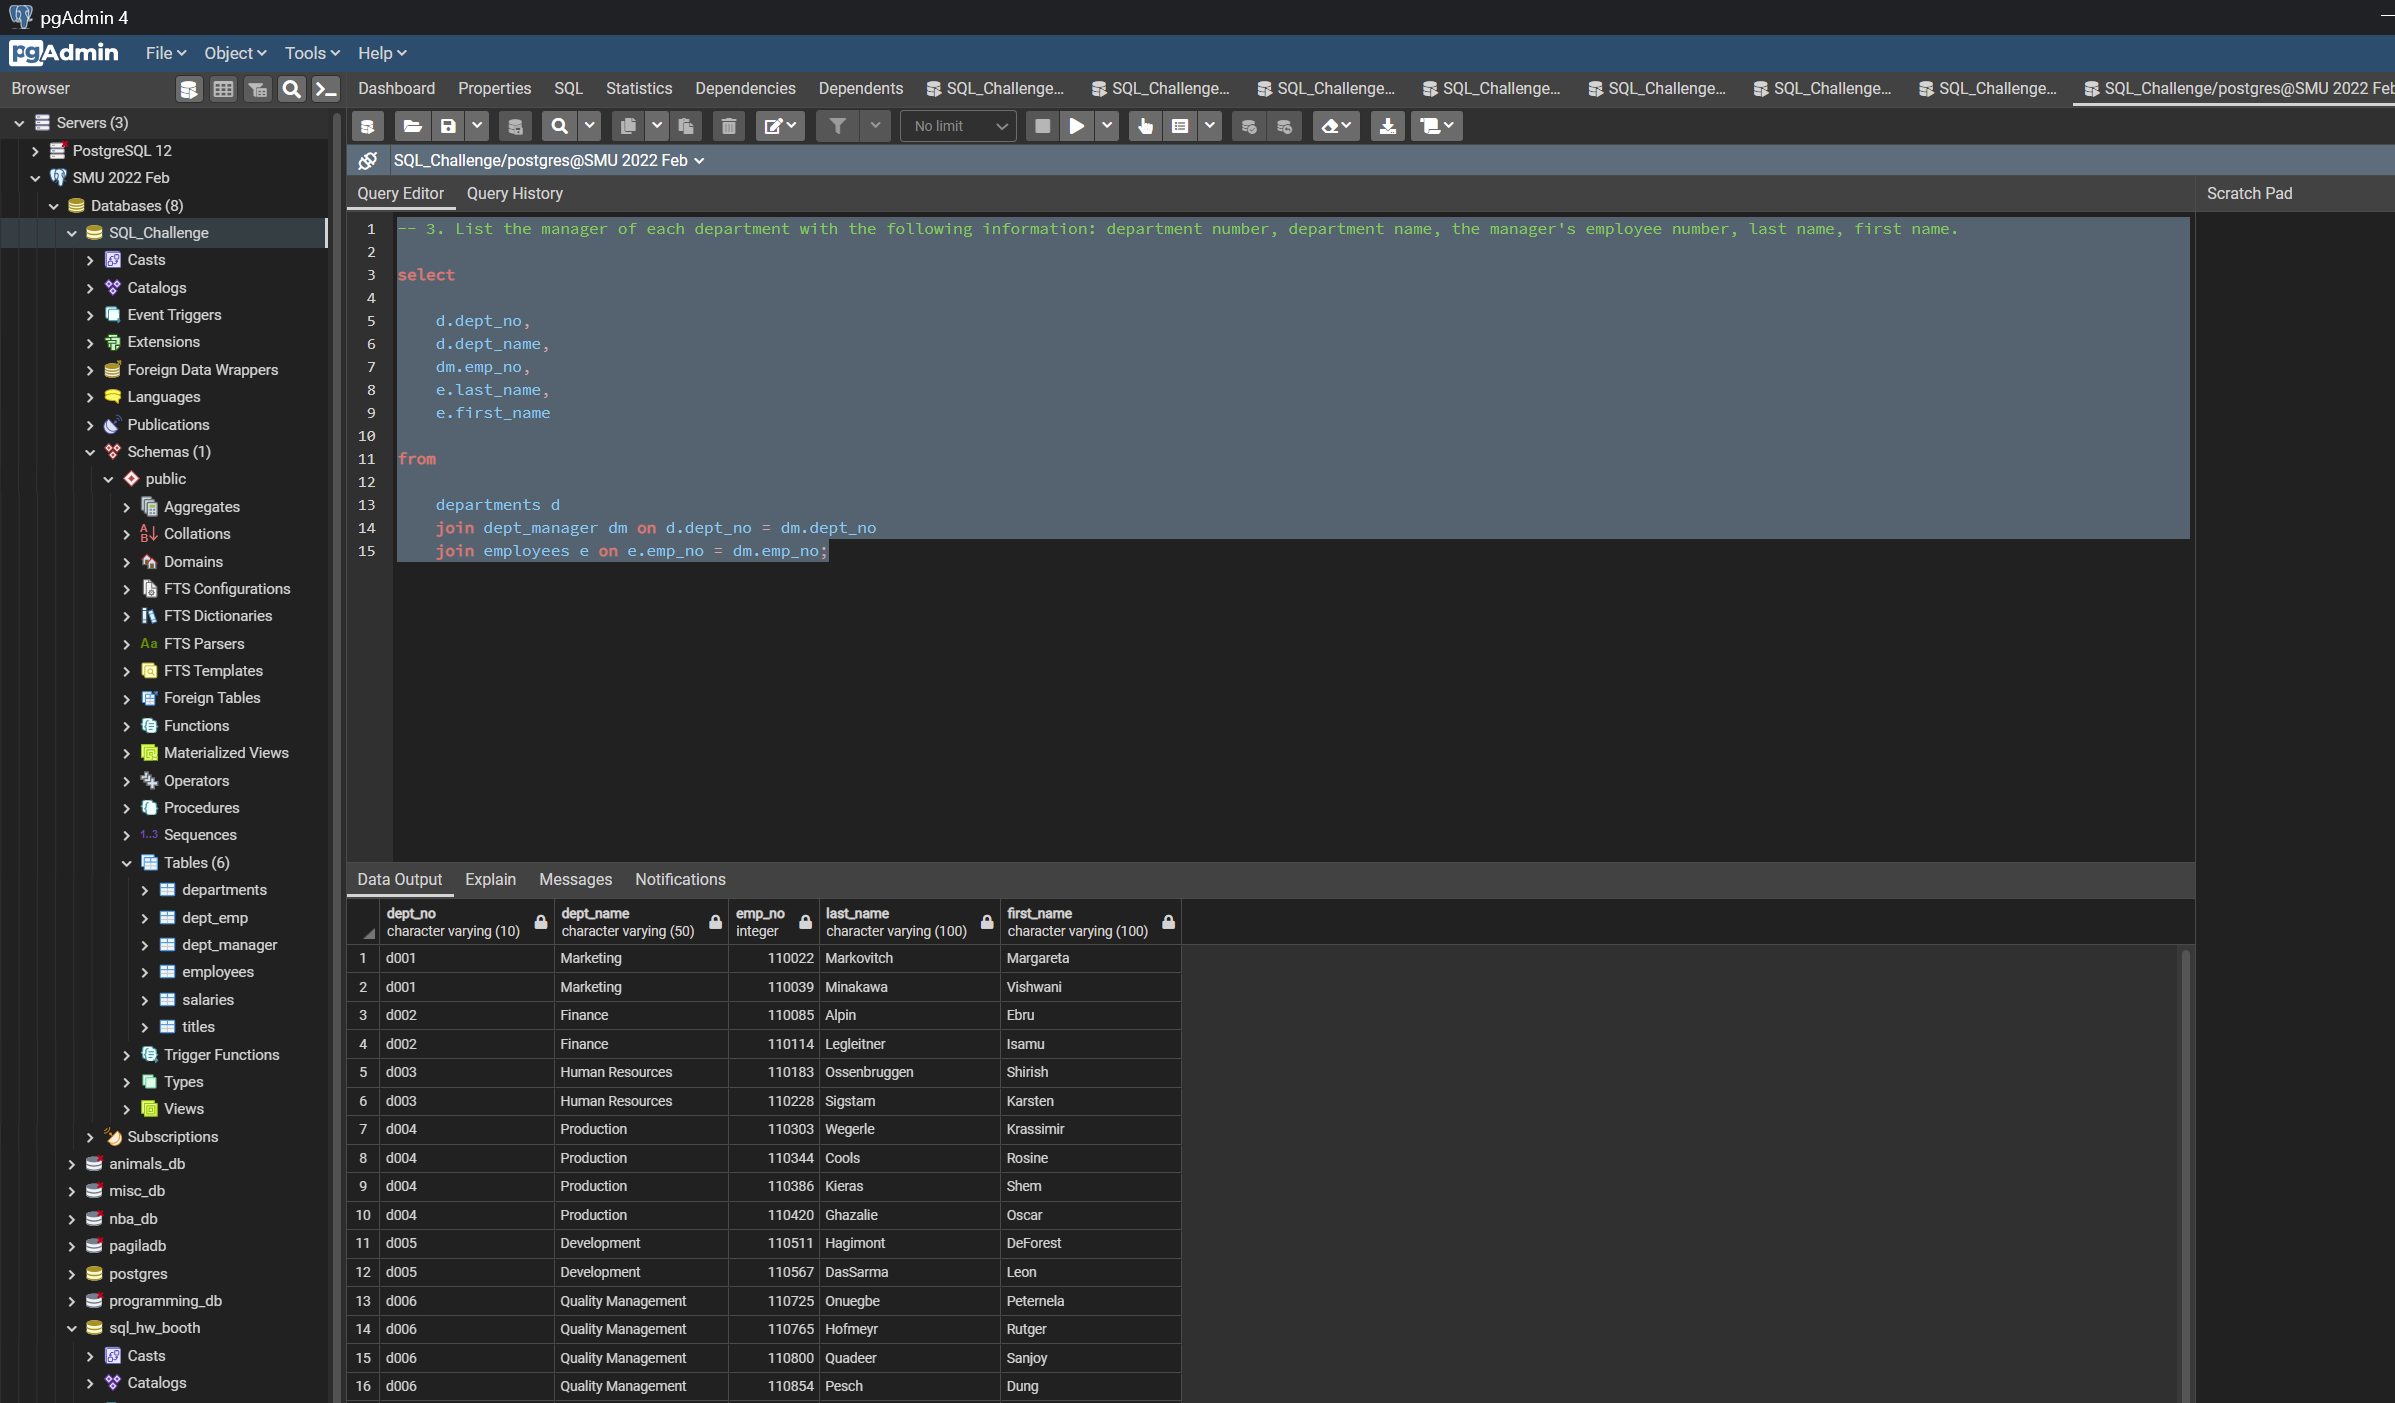 pgAdmin 4
pgAdmin File Object Tools Help
Browser
Dashboard Properties SQL Statistics Dependencies Dependents SQL_Challenge... SQL_Challenge... SQL_Challenge... SQL_Challenge... SQL_Challenge... SQL_Challenge... SQL_Challenge... SQL_Challenge/postgres@SMU 2022 Feb
No limit
SQL_Challenge/postgres@SMU 2022 Feb
Query Editor Query History
Scratch Pad
Servers (3)
PostgreSQL 12
SMU 2022 Feb
Databases (8)
SQL_Challenge
Casts
Catalogs
Event Triggers
Extensions
Foreign Data Wrappers
Languages
Publications
Schemas (1)
public
Aggregates
Collations
Domains
FTS Configurations
FTS Dictionaries
Aa FTS Parsers
FTS Templates
Foreign Tables
Functions
Materialized Views
Operators
Procedures
1..3 Sequences
Tables (6)
departments
dept_emp
dept_manager
employees
salaries
titles
Trigger Functions
Types
Views
Subscriptions
animals_db
misc_db
nba_db
pagiladb
postgres
programming_db
sql_hw_booth
Casts
Catalogs
1 -- 3. List the manager of each department with the following information: department number, department name, the manager's employee number, last name, first name.
2
3 select
4
5 d.dept_no,
6 d.dept_name,
7 dm.emp_no,
8 e.last_name,
9 e.first_name
10
11 from
12
13 departments d
14 join dept_manager dm on d.dept_no = dm.dept_no
15 join employees e on e.emp_no = dm.emp_no;
Data Output Explain Messages Notifications
dept_no dept_name emp_no last_name first_name
character varying (10) character varying (50) integer character varying (100) character varying (100)
1 d001 Marketing 110022 Markovitch Margareta
2 d001 Marketing 110039 Minakawa Vishwani
3 d002 Finance 110085 Alpin Ebru
4 d002 Finance 110114 Legleitner Isamu
5 d003 Human Resources 110183 Ossenbruggen Shirish
6 d003 Human Resources 110228 Sigstam Karsten
7 d004 Production 110303 Wegerle Krassimir
8 d004 Production 110344 Cools Rosine
9 d004 Production 110386 Kieras Shem
10 d004 Production 110420 Ghazalie Oscar
11 d005 Development 110511 Hagimont DeForest
12 d005 Development 110567 DasSarma Leon
13 d006 Quality Management 110725 Onuegbe Peternela
14 d006 Quality Management 110765 Hofmeyr Rutger
15 d006 Quality Management 110800 Quadeer Sanjoy
16 d006 Quality Management 110854 Pesch Dung